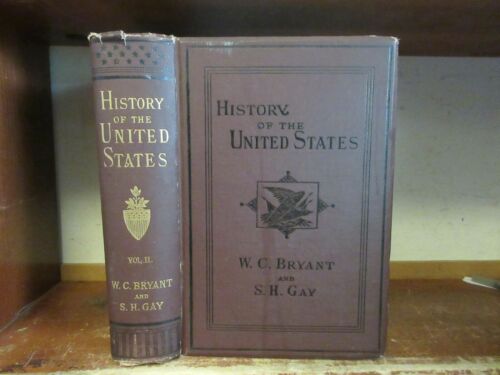 HISTORY
OF THE
UNITED
STATES
VOL. II.
W. C. BRYANT
AND
S. H. GAY
HISTORY
OF THE
UNITED STATES
W. C. BRYANT
AND
S. H. GAY